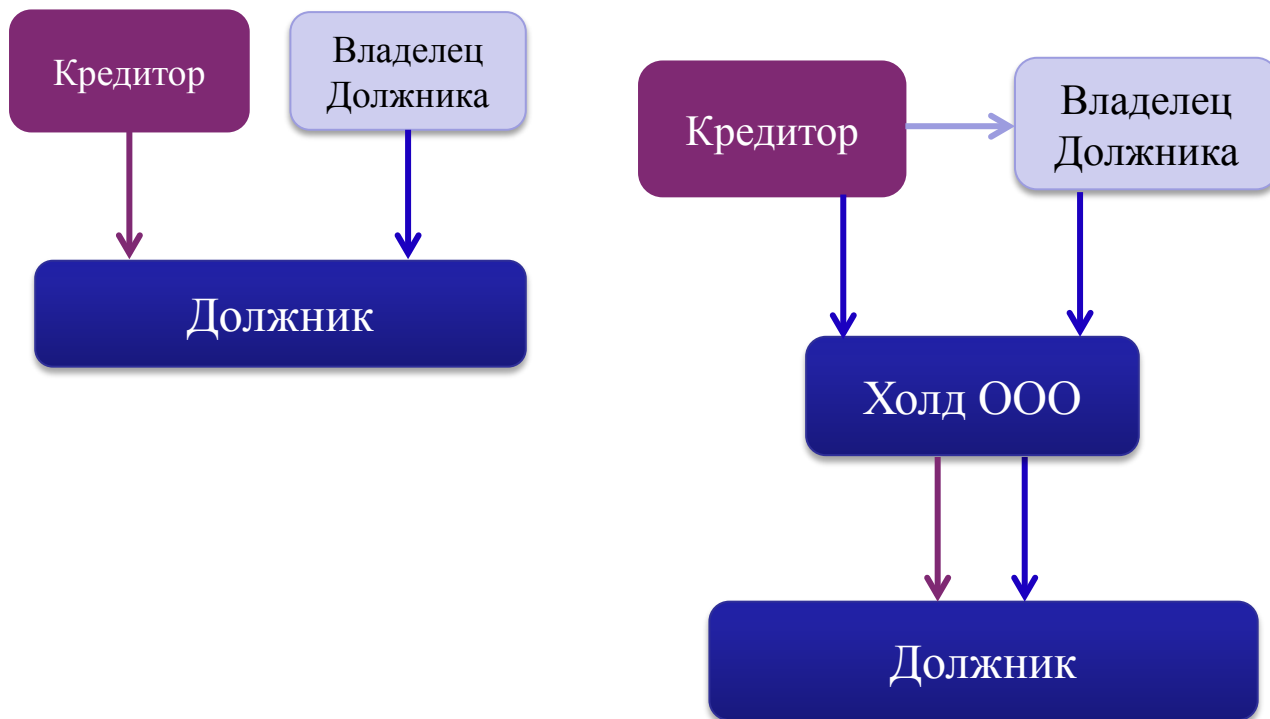 Кредитор
Владелец
Должника
Должник
Кредитор
Владелец
Должника
Холд ООО
Должник